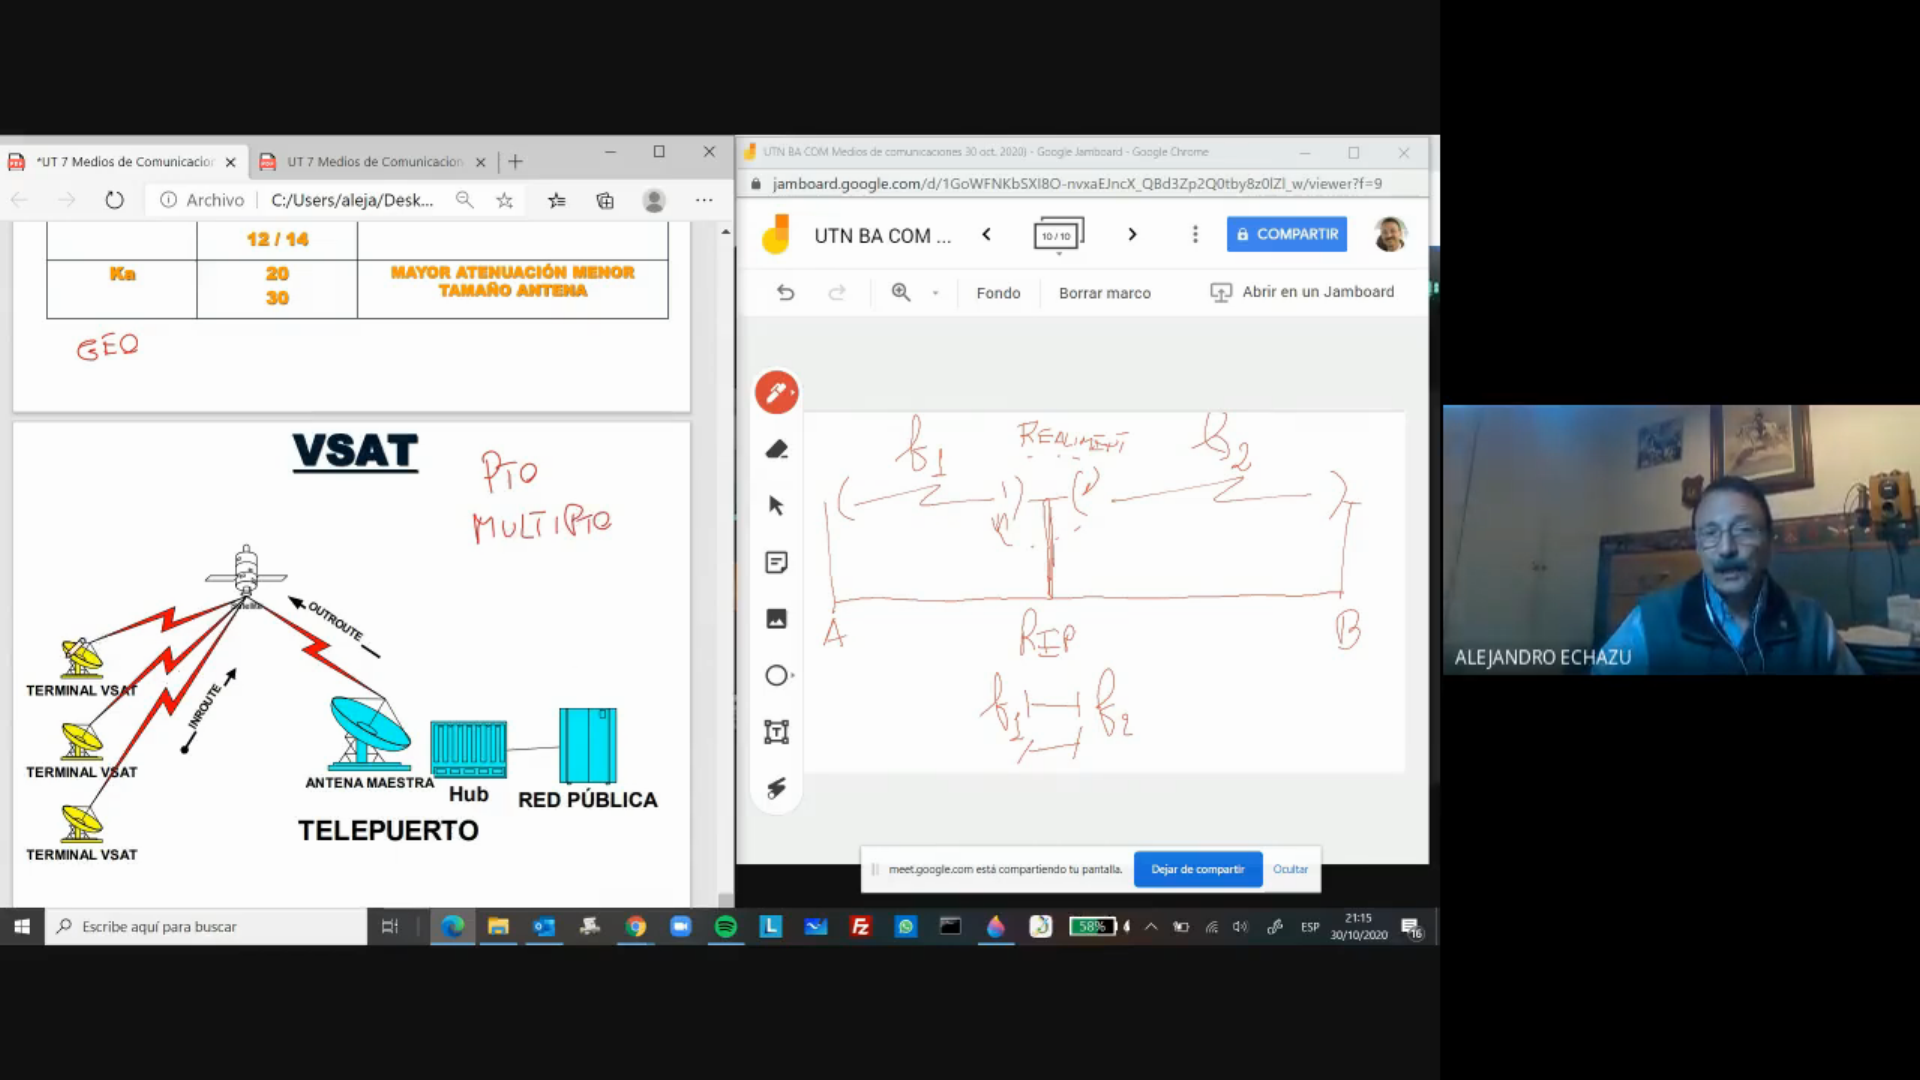 *UT 7 Medios de Comunicacion
UT 7 Medios de Comunicacion
Archivo
C:/Users/aleja/Desk...
12 / 14
Ka
20
30
MAYOR ATENUACIÓN MENOR
TAMAÑO ANTENA
GEO
VSAT
PTO
MULTIPTO
Satelite
OUTROUTE
INROUTE
TERMINAL VSAT
TERMINAL VSAT
TERMINAL VSAT
ANTENA MAESTRA
Hub
RED PÚBLICA
TELEPUERTO
UTN BA COM Medios de comunicaciones 30 oct. 2020) - Google Jamboard - Google Chrome
jamboard.google.com/d/1GoWFNKbSXI8O-nvxaEJncX_QBd3Zp2Q0tby8z0lZl_w/viewer?f=9
UTN BA COM ...
10 / 10
COMPARTIR
Fondo
Borrar marco
Abrir en un Jamboard
f1
REALIMENT
f2
A
REP
B
f1
f2
meet.google.com está compartiendo tu pantalla.
Dejar de compartir
Ocultar
Escribe aquí para buscar
58%
ESP
21:15
30/10/2020
16
ALEJANDRO ECHAZU